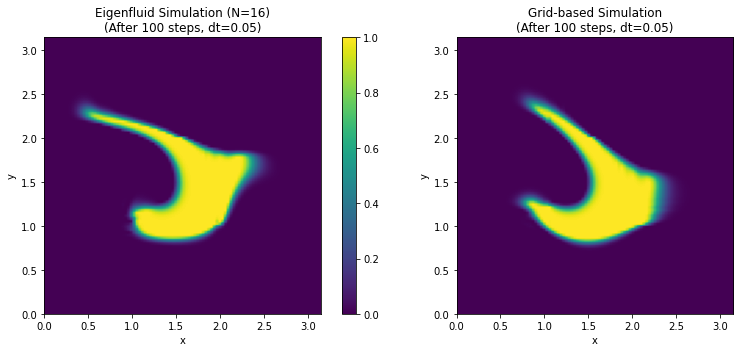 Eigenfluid Simulation (N=16)
(After 100 steps, dt=0.05)
3.0
2.5
2.0
1.5
1.0
0.5
0.0
y
0.0 0.5 1.0 1.5 2.0 2.5 3.0
x
1.0
0.8
0.6
0.4
0.2
0.0
Grid-based Simulation
(After 100 steps, dt=0.05)
3.0
2.5
2.0
1.5
1.0
0.5
0.0
y
0.0 0.5 1.0 1.5 2.0 2.5 3.0
x